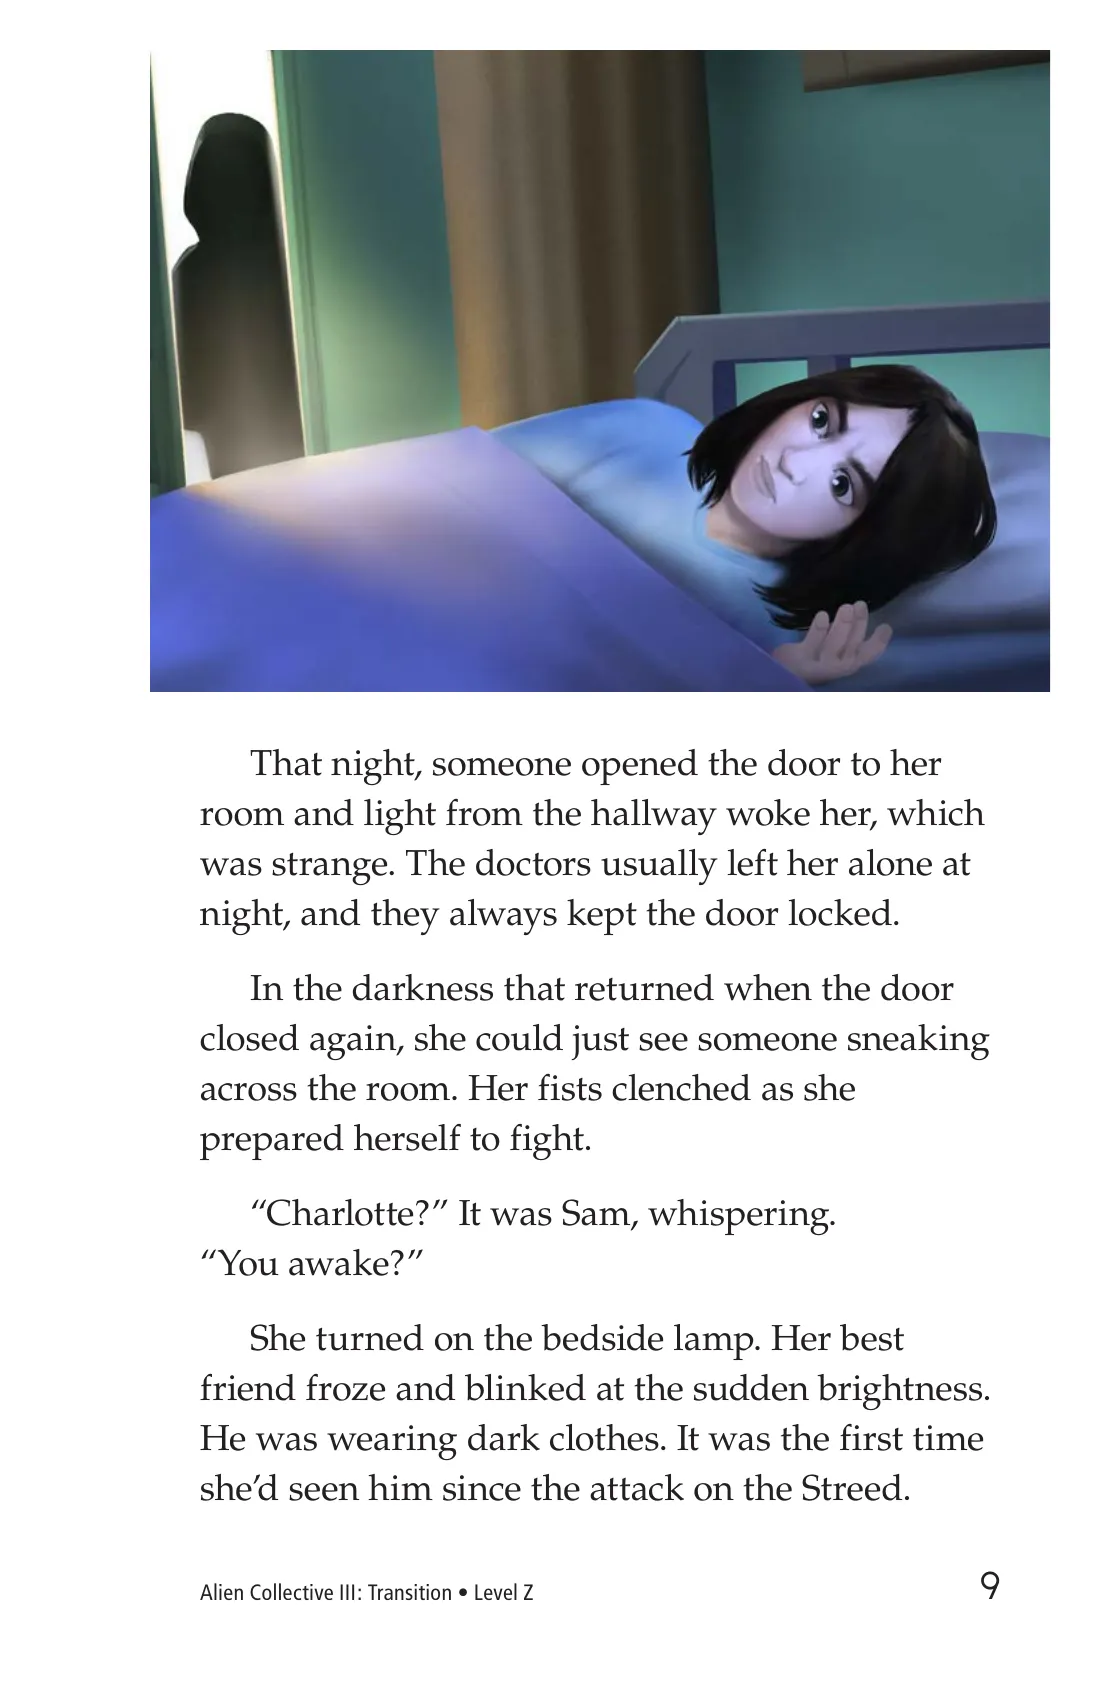 That night, someone opened the door to her
room and light from the hallway woke her, which
was strange. The doctors usually left her alone at
night, and they always kept the door locked.
In the darkness that returned when the door
closed again, she could just see someone sneaking
across the room. Her fists clenched as she
prepared herself to fight.
“Charlotte?” It was Sam, whispering.
“You awake?”
She turned on the bedside lamp. Her best
friend froze and blinked at the sudden brightness.
He was wearing dark clothes. It was the first time
she’d seen him since the attack on the Streed.
Alien Collective III: Transition • Level Z 9